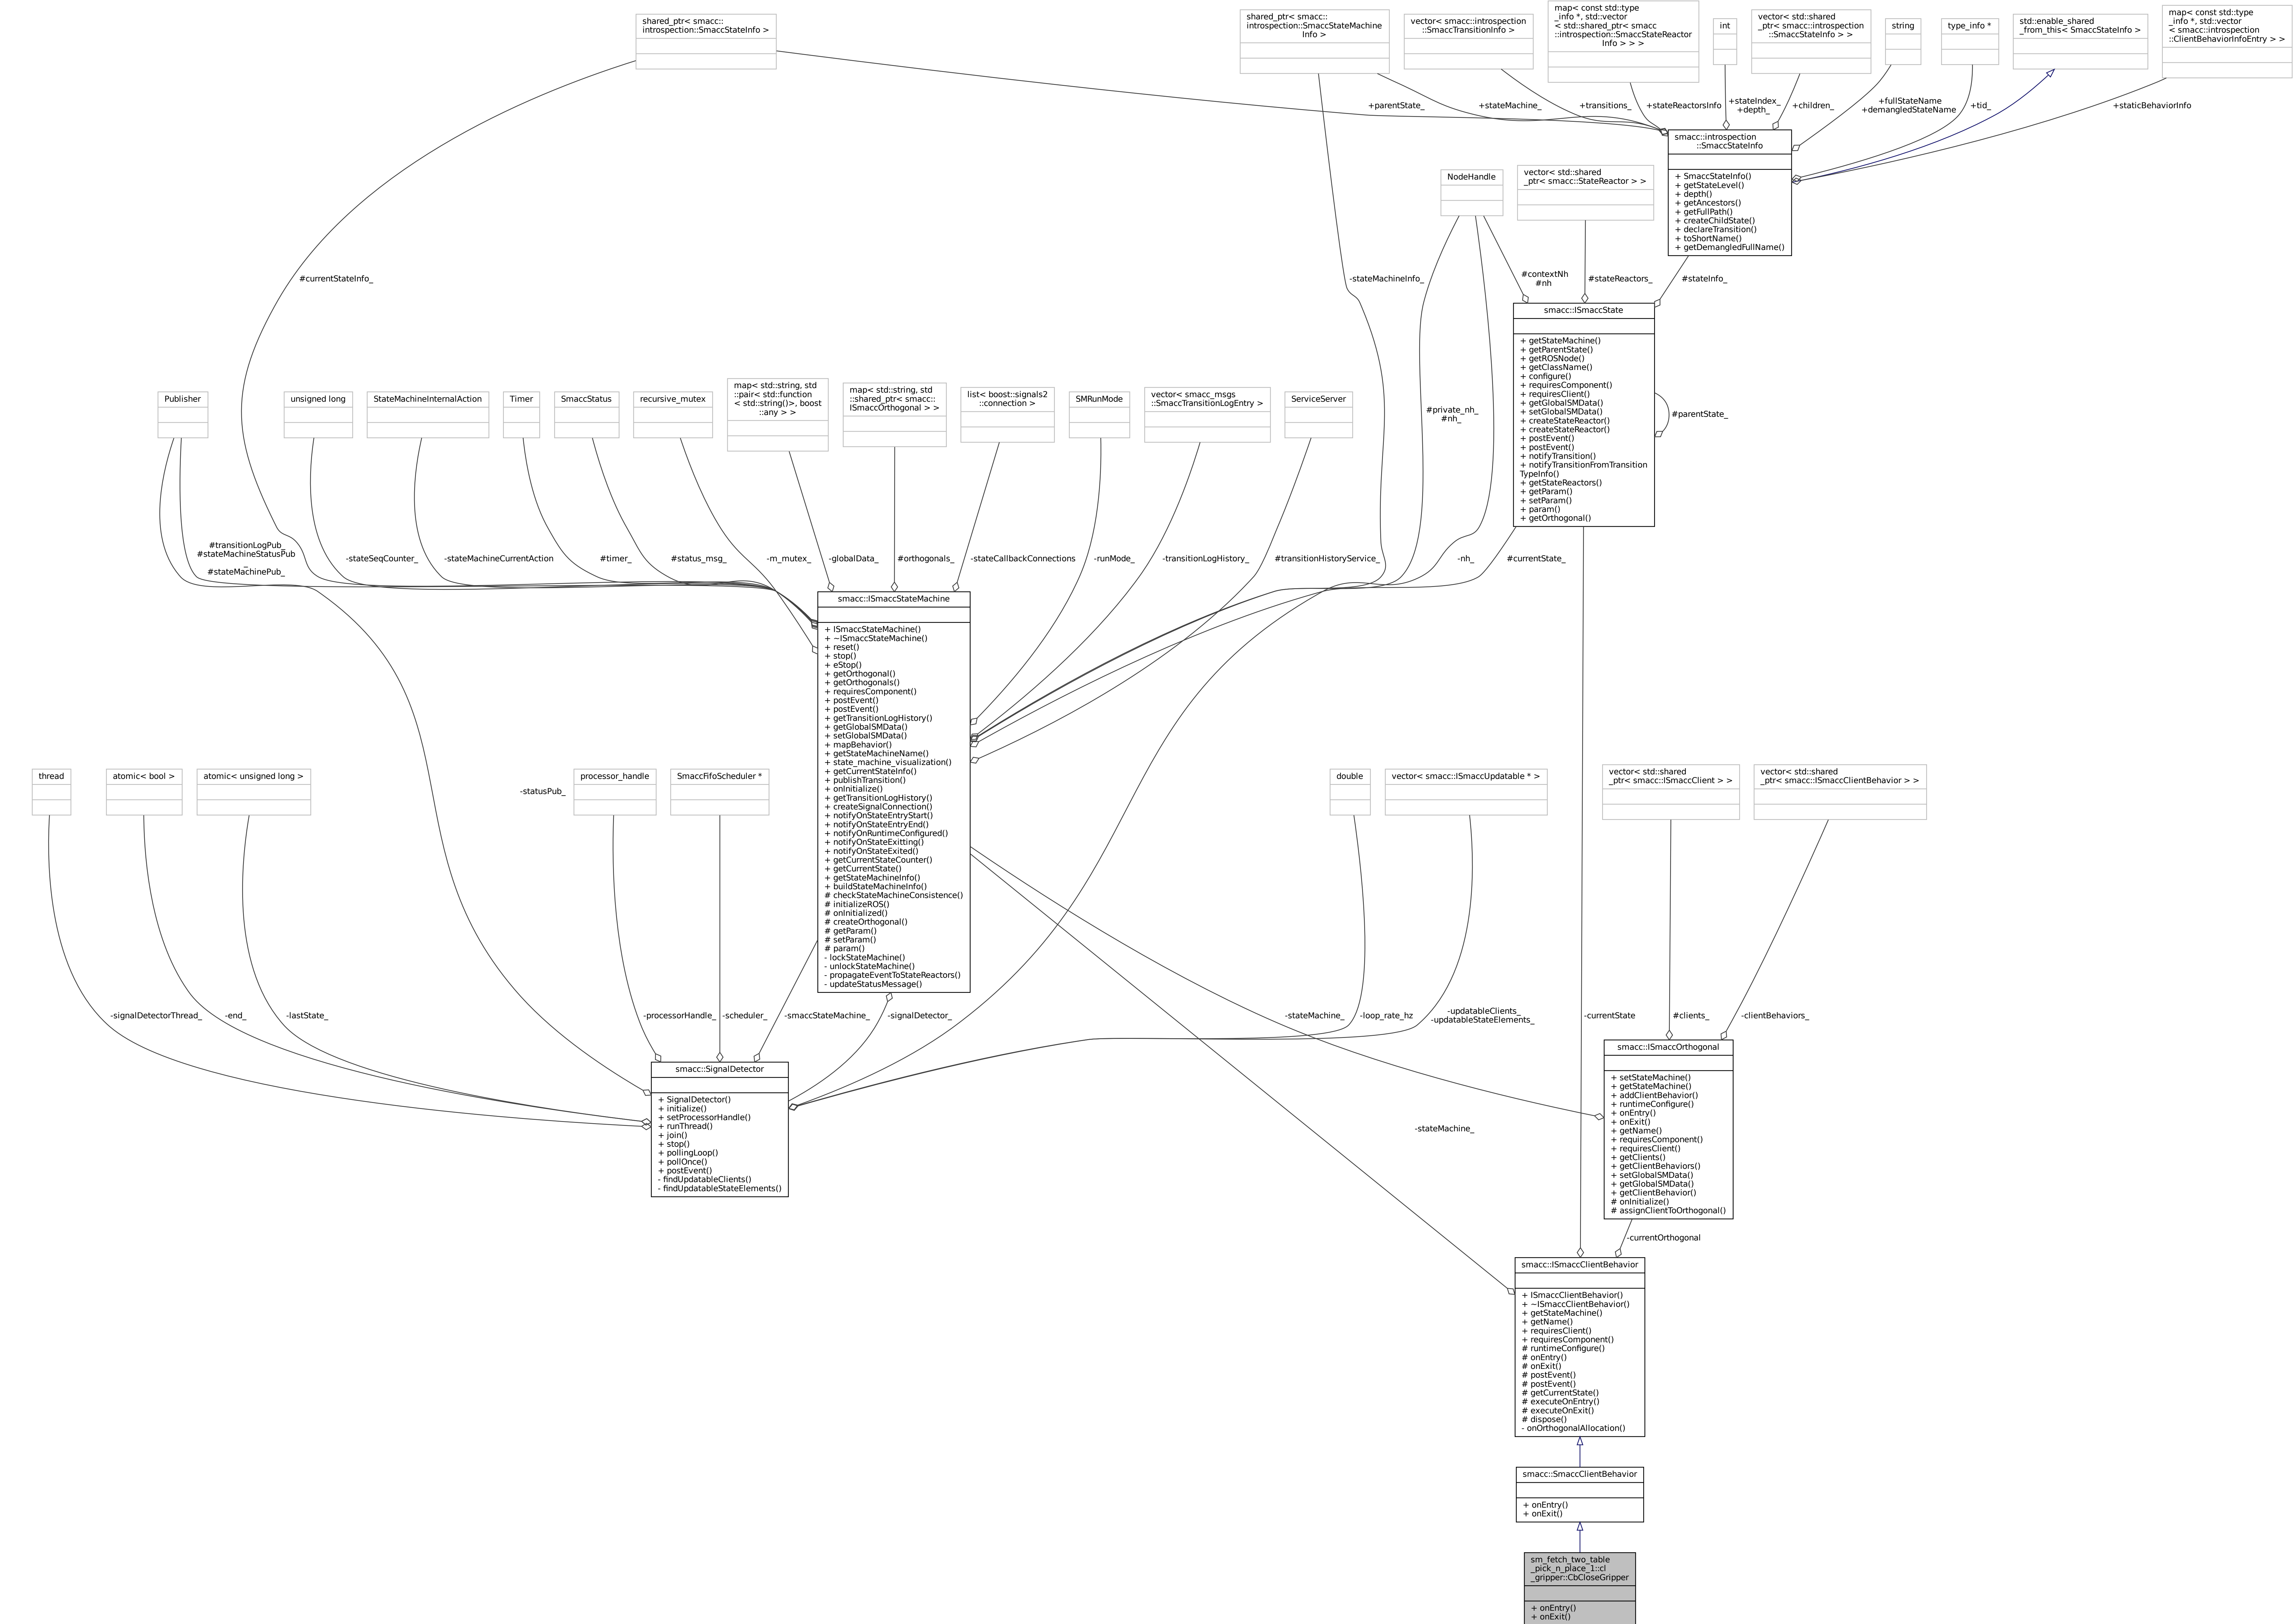 shared_ptr< smacc::
introspection::SmaccStateInfo >
shared_ptr< smacc::
introspection::SmaccStateMachine
Info >
vector< smacc::introspection
::SmaccTransitionInfo >
map< const std::type
_info *, std::vector
< std::shared_ptr< smacc
::introspection::SmaccStateReactor
Info > > >
int
vector< std::shared
_ptr< smacc::introspection
::SmaccStateInfo > >
string
type_info *
std::enable_shared
_from_this< SmaccStateInfo >
map< const std::type
_info *, std::vector
< smacc::introspection
::ClientBehaviorInfoEntry > >
+parentState_
+stateMachine_
+transitions_
+stateReactorsInfo
+stateIndex_
+depth_
+children_
+fullStateName
+demangledStateName
+tid_
+staticBehaviorInfo
smacc::introspection
::SmaccStateInfo
+ SmaccStateInfo()
+ getStateLevel()
+ depth()
+ getAncestors()
+ getFullPath()
+ createChildState()
+ declareTransition()
+ toShortName()
+ getDemangledFullName()
NodeHandle
vector< std::shared
_ptr< smacc::StateReactor > >
#currentStateInfo_
-stateMachineInfo_
#contextNh
#nh
#stateReactors_
#stateInfo_
smacc::ISmaccState
+ getStateMachine()
+ getParentState()
+ getROSNode()
+ getClassName()
+ configure()
+ requiresComponent()
+ requiresClient()
+ getGlobalSMData()
+ setGlobalSMData()
+ createStateReactor()
+ createStateReactor()
+ postEvent()
+ postEvent()
+ notifyTransition()
+ notifyTransitionFromTransition
TypeInfo()
+ getStateReactors()
+ getParam()
+ setParam()
+ param()
+ getOrthogonal()
#parentState_
Publisher
unsigned long
StateMachineInternalAction
Timer
SmaccStatus
recursive_mutex
map< std::string, std
::pair< std::function
< std::string()>, boost
::any > >
map< std::string, std
::shared_ptr< smacc::
ISmaccOrthogonal > >
list< boost::signals2
::connection >
SMRunMode
vector< smacc_msgs
::SmaccTransitionLogEntry >
ServiceServer
#private_nh_
#nh_
#transitionLogPub_
#stateMachineStatusPub
_
#stateMachinePub_
-stateSeqCounter_
-stateMachineCurrentAction
#timer_
#status_msg_
-m_mutex_
-globalData_
#orthogonals_
-stateCallbackConnections
-runMode_
-transitionLogHistory_
#transitionHistoryService_
-nh_
#currentState_
smacc::ISmaccStateMachine
+ ISmaccStateMachine()
+ ~ISmaccStateMachine()
+ reset()
+ stop()
+ eStop()
+ getOrthogonal()
+ getOrthogonals()
+ requiresComponent()
+ postEvent()
+ postEvent()
+ getTransitionLogHistory()
+ getGlobalSMData()
+ setGlobalSMData()
+ mapBehavior()
+ getStateMachineName()
+ state_machine_visualization()
+ getCurrentStateInfo()
+ publishTransition()
+ onInitialize()
+ getTransitionLogHistory()
+ createSignalConnection()
+ notifyOnStateEntryStart()
+ notifyOnStateEntryEnd()
+ notifyOnRuntimeConfigured()
+ notifyOnStateExitting()
+ notifyOnStateExited()
+ getCurrentStateCounter()
+ getCurrentState()
+ getStateMachineInfo()
+ buildStateMachineInfo()
# checkStateMachineConsistence()
# initializeROS()
# onInitialized()
# createOrthogonal()
# getParam()
# setParam()
# param()
- lockStateMachine()
- unlockStateMachine()
- propagateEventToStateReactors()
- updateStatusMessage()
thread
atomic< bool >
atomic< unsigned long >
-statusPub_
processor_handle
SmaccFifoScheduler *
double
vector< smacc::ISmaccUpdatable * >
vector< std::shared
_ptr< smacc::ISmaccClient > >
vector< std::shared
_ptr< smacc::ISmaccClientBehavior > >
-signalDetectorThread_
-end_
-lastState_
-processorHandle_
-scheduler_
-smaccStateMachine_
-signalDetector_
-stateMachine_
-loop_rate_hz
-updatableClients_
-updatableStateElements_
-currentState
#clients_
-clientBehaviors_
smacc::SignalDetector
+ SignalDetector()
+ initialize()
+ setProcessorHandle()
+ runThread()
+ join()
+ stop()
+ pollingLoop()
+ pollOnce()
+ postEvent()
- findUpdatableClients()
- findUpdatableStateElements()
smacc::ISmaccOrthogonal
+ setStateMachine()
+ getStateMachine()
+ addClientBehavior()
+ runtimeConfigure()
+ onEntry()
+ onExit()
+ getName()
+ requiresComponent()
+ requiresClient()
+ getClients()
+ getClientBehaviors()
+ setGlobalSMData()
+ getGlobalSMData()
+ getClientBehavior()
# onInitialize()
# assignClientToOrthogonal()
-stateMachine_
-currentOrthogonal
smacc::ISmaccClientBehavior
+ ISmaccClientBehavior()
+ ~ISmaccClientBehavior()
+ getStateMachine()
+ getName()
+ requiresClient()
+ requiresComponent()
# runtimeConfigure()
# onEntry()
# onExit()
# postEvent()
# postEvent()
# getCurrentState()
# executeOnEntry()
# executeOnExit()
# dispose()
- onOrthogonalAllocation()
smacc::SmaccClientBehavior
+ onEntry()
+ onExit()
sm_fetch_two_table
_pick_n_place_1::cl
_gripper::CbCloseGripper
+ onEntry()
+ onExit()